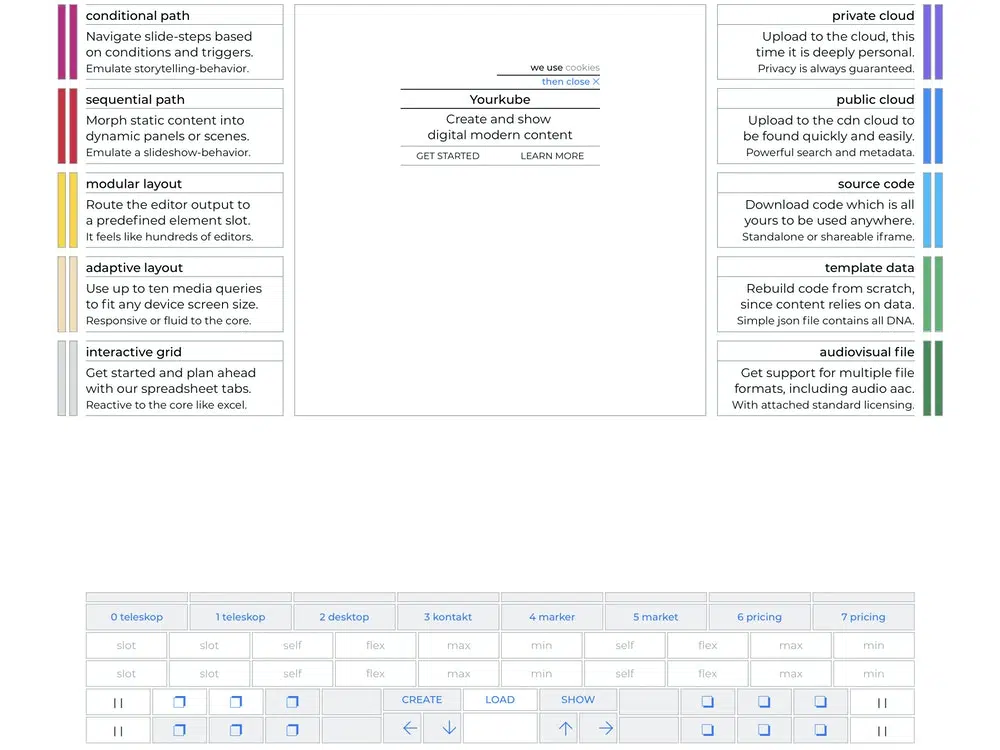 conditional path
Navigate slide-steps based
on conditions and triggers.
Emulate storytelling-behavior.
sequential path
Morph static content into
dynamic panels or scenes.
Emulate a slideshow-behavior.
modular layout
Route the editor output to
a predefined element slot.
It feels like hundreds of editors.
adaptive layout
Use up to ten media queries
to fit any device screen size.
Responsive or fluid to the core.
interactive grid
Get started and plan ahead
with our spreadsheet tabs.
Reactive to the core like excel.
we use cookies
then close
Yourkube
Create and show
digital modern content
GET STARTED LEARN MORE
private cloud
Upload to the cloud, this
time it is deeply personal.
Privacy is always guaranteed.
public cloud
Upload to the cdn cloud to
be found quickly and easily.
Powerful search and metadata.
source code
Download code which is all
yours to be used anywhere.
Standalone or shareable iframe.
template data
Rebuild code from scratch,
since content relies on data.
Simple json file contains all DNA.
audiovisual file
Get support for multiple file
formats, including audio aac.
With attached standard licensing.
0 teleskop 1 teleskop 2 desktop 3 kontakt 4 marker 5 market 6 pricing 7 pricing
slot slot self flex max min self flex max min
slot slot self flex max min self flex max min
CREATE LOAD SHOW